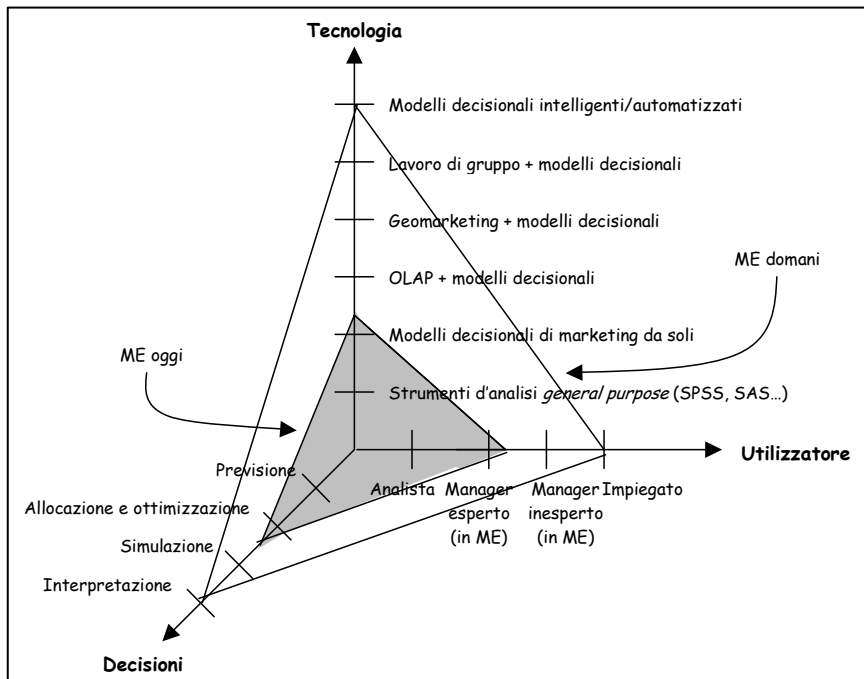 Tecnologia
Modelli decisionali intelligenti/automatizzati
Lavoro di gruppo + modelli decisionali
Geomarketing + modelli decisionali
ME domani
OLAP + modelli decisionali
Modelli decisionali di marketing da soli
ME oggi
Strumenti d'analisi general purpose (SPSS, SAS…)
Utilizzatore
Previsione
Analista
Manager
esperto
(in ME)
Manager
inesperto
(in ME)
Impiegato
Allocazione e ottimizzazione
Simulazione
Interpretazione
Decisioni